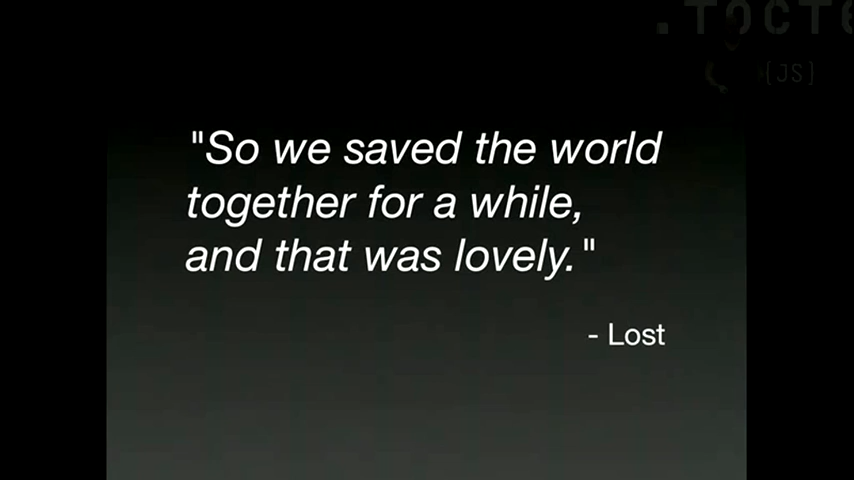 {JS}
"So we saved the world
together for a while,
and that was lovely."
- Lost